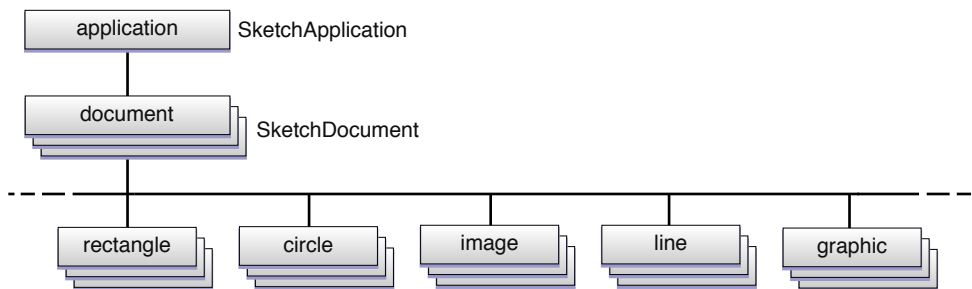 application SketchApplication
document
SketchDocument
rectangle circle image line graphic